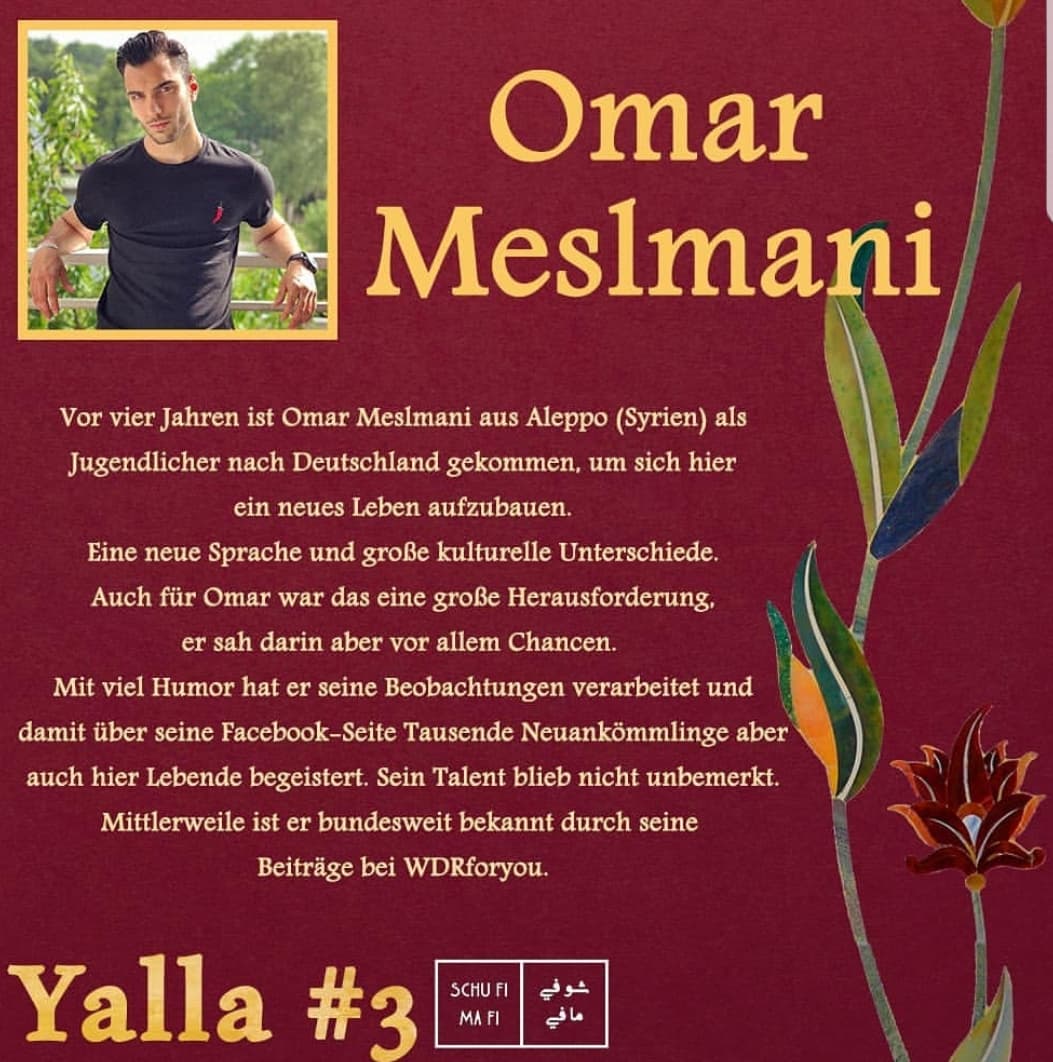 Omar
Meslmani
Vor vier Jahren ist Omar Meslmani aus Aleppo (Syrien) als
Jugendlicher nach Deutschland gekommen, um sich hier
ein neues Leben aufzubauen.
Eine neue Sprache und große kulturelle Unterschiede.
Auch für Omar war das eine große Herausforderung,
er sah darin aber vor allem Chancen.
Mit viel Humor hat er seine Beobachtungen verarbeitet und
damit über seine Facebook-Seite Tausende Neuankömmlinge aber
auch hier Lebende begeistert. Sein Talent blieb nicht unbemerkt.
Mittlerweile ist er bundesweit bekannt durch seine
Beiträge bei WDRforyou.
Yalla #3
SCHU FI
MA FI
شو في
ما في